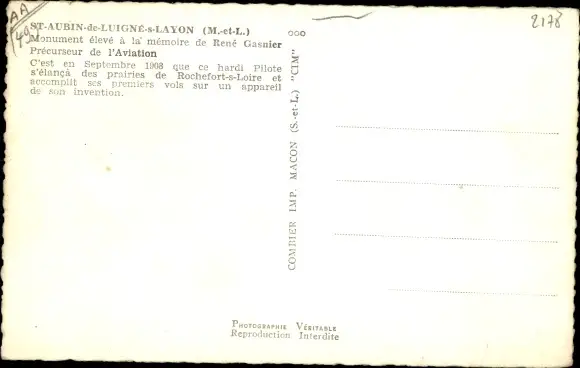 AA
(49)
2178
ST-AUBIN-de-LUIGNÉ-s-LAYON (M.-et-L.)
Monument élevé à la mémoire de René Gasnier
Précurseur de l'Aviation
C'est en Septembre 1908 que ce hardi Pilote
s'élança des prairies de Rochefort-s-Loire et
accomplit ses premiers vols sur un appareil
de son invention.
COMBIER IMP. MACON (S.-et-L.) "CIM"
PHOTOGRAPHIE VÉRITABLE
Reproduction Interdite